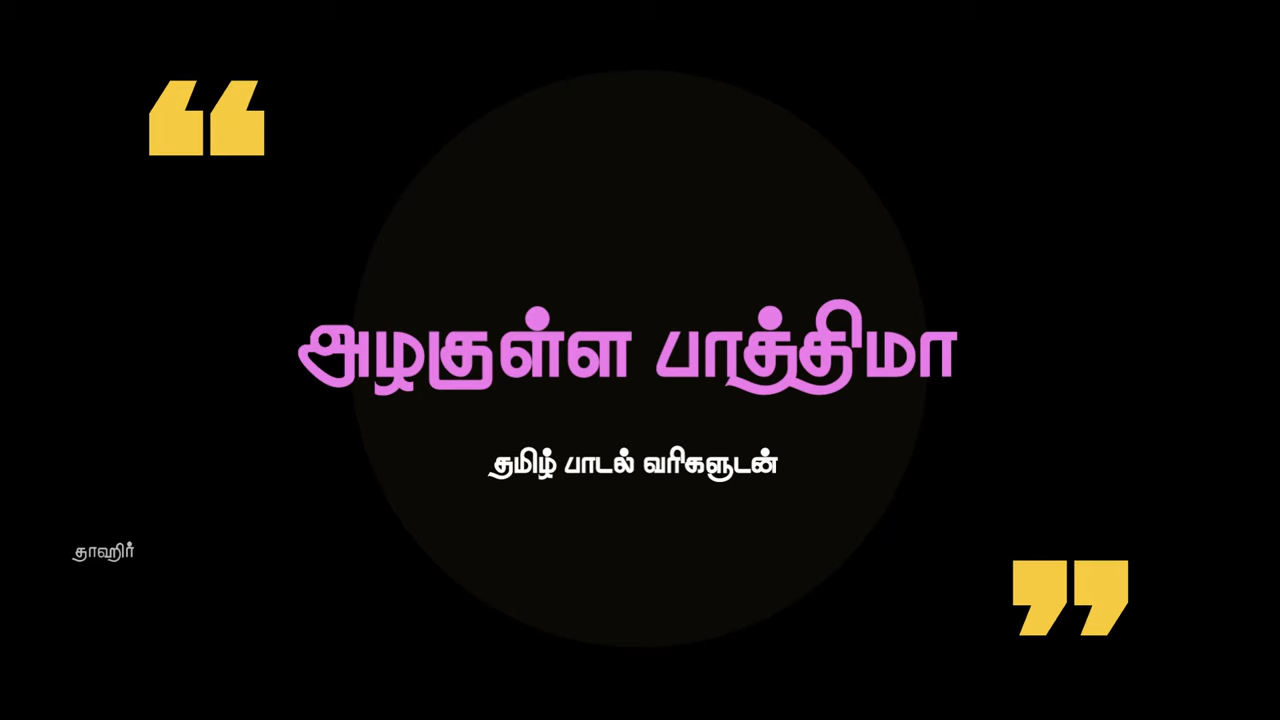 “
அழகுள்ள பாத்திமா
தமிழ் பாடல் வரிகளுடன்
தாஹிர்
”